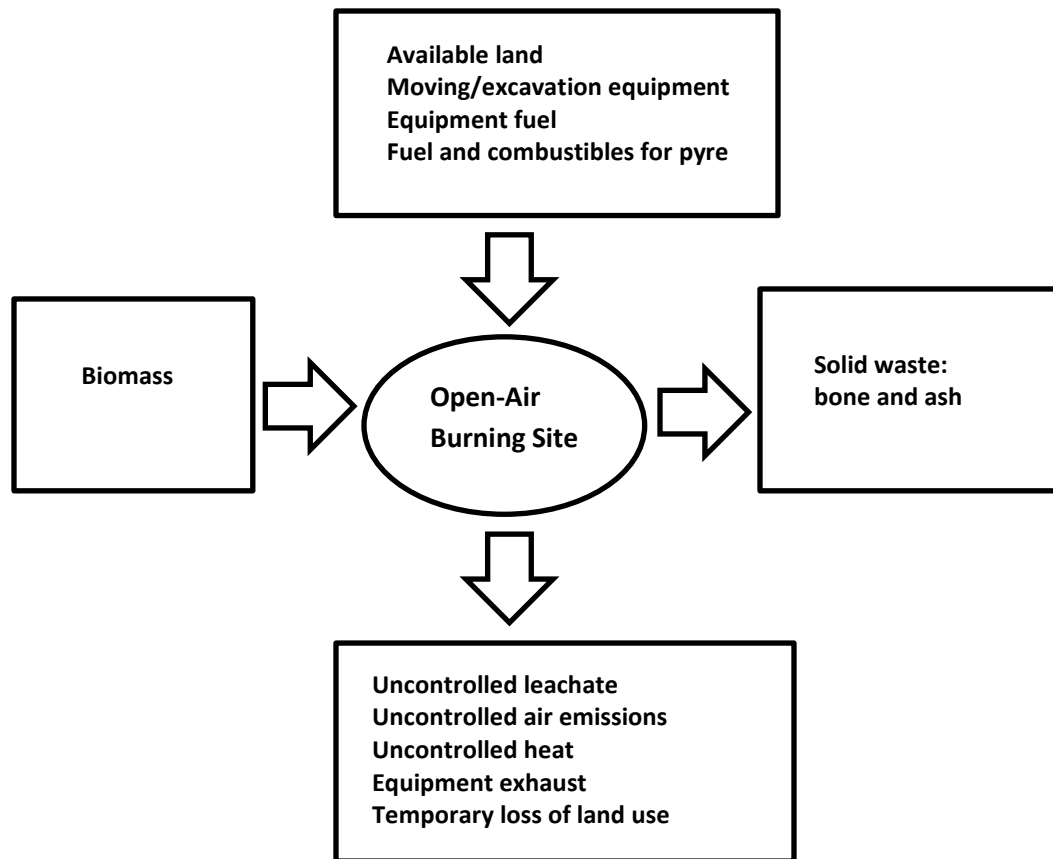 Available land
Moving/excavation equipment
Equipment fuel
Fuel and combustibles for pyre
Biomass
Open-Air
Burning Site
Solid waste:
bone and ash
Uncontrolled leachate
Uncontrolled air emissions
Uncontrolled heat
Equipment exhaust
Temporary loss of land use